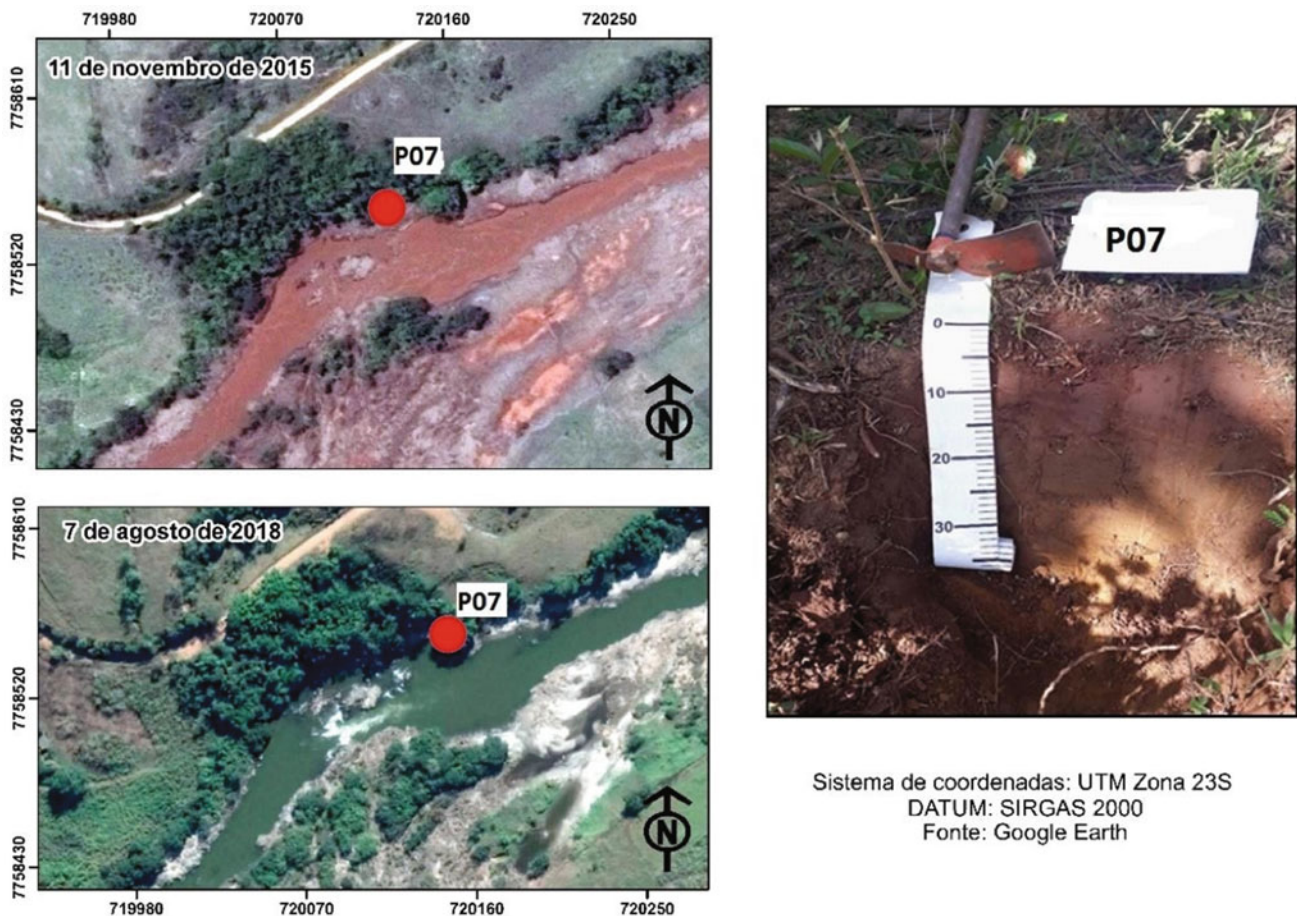 719980 720070 720160 720250
11 de novembro de 2015
7758610
7758520
7758430
P07
N
7 de agosto de 2018
7758610
7758520
7758430
P07
N
719980 720070 720160 720250
P07
0
10
20
30
Sistema de coordenadas: UTM Zona 23S
DATUM: SIRGAS 2000
Fonte: Google Earth